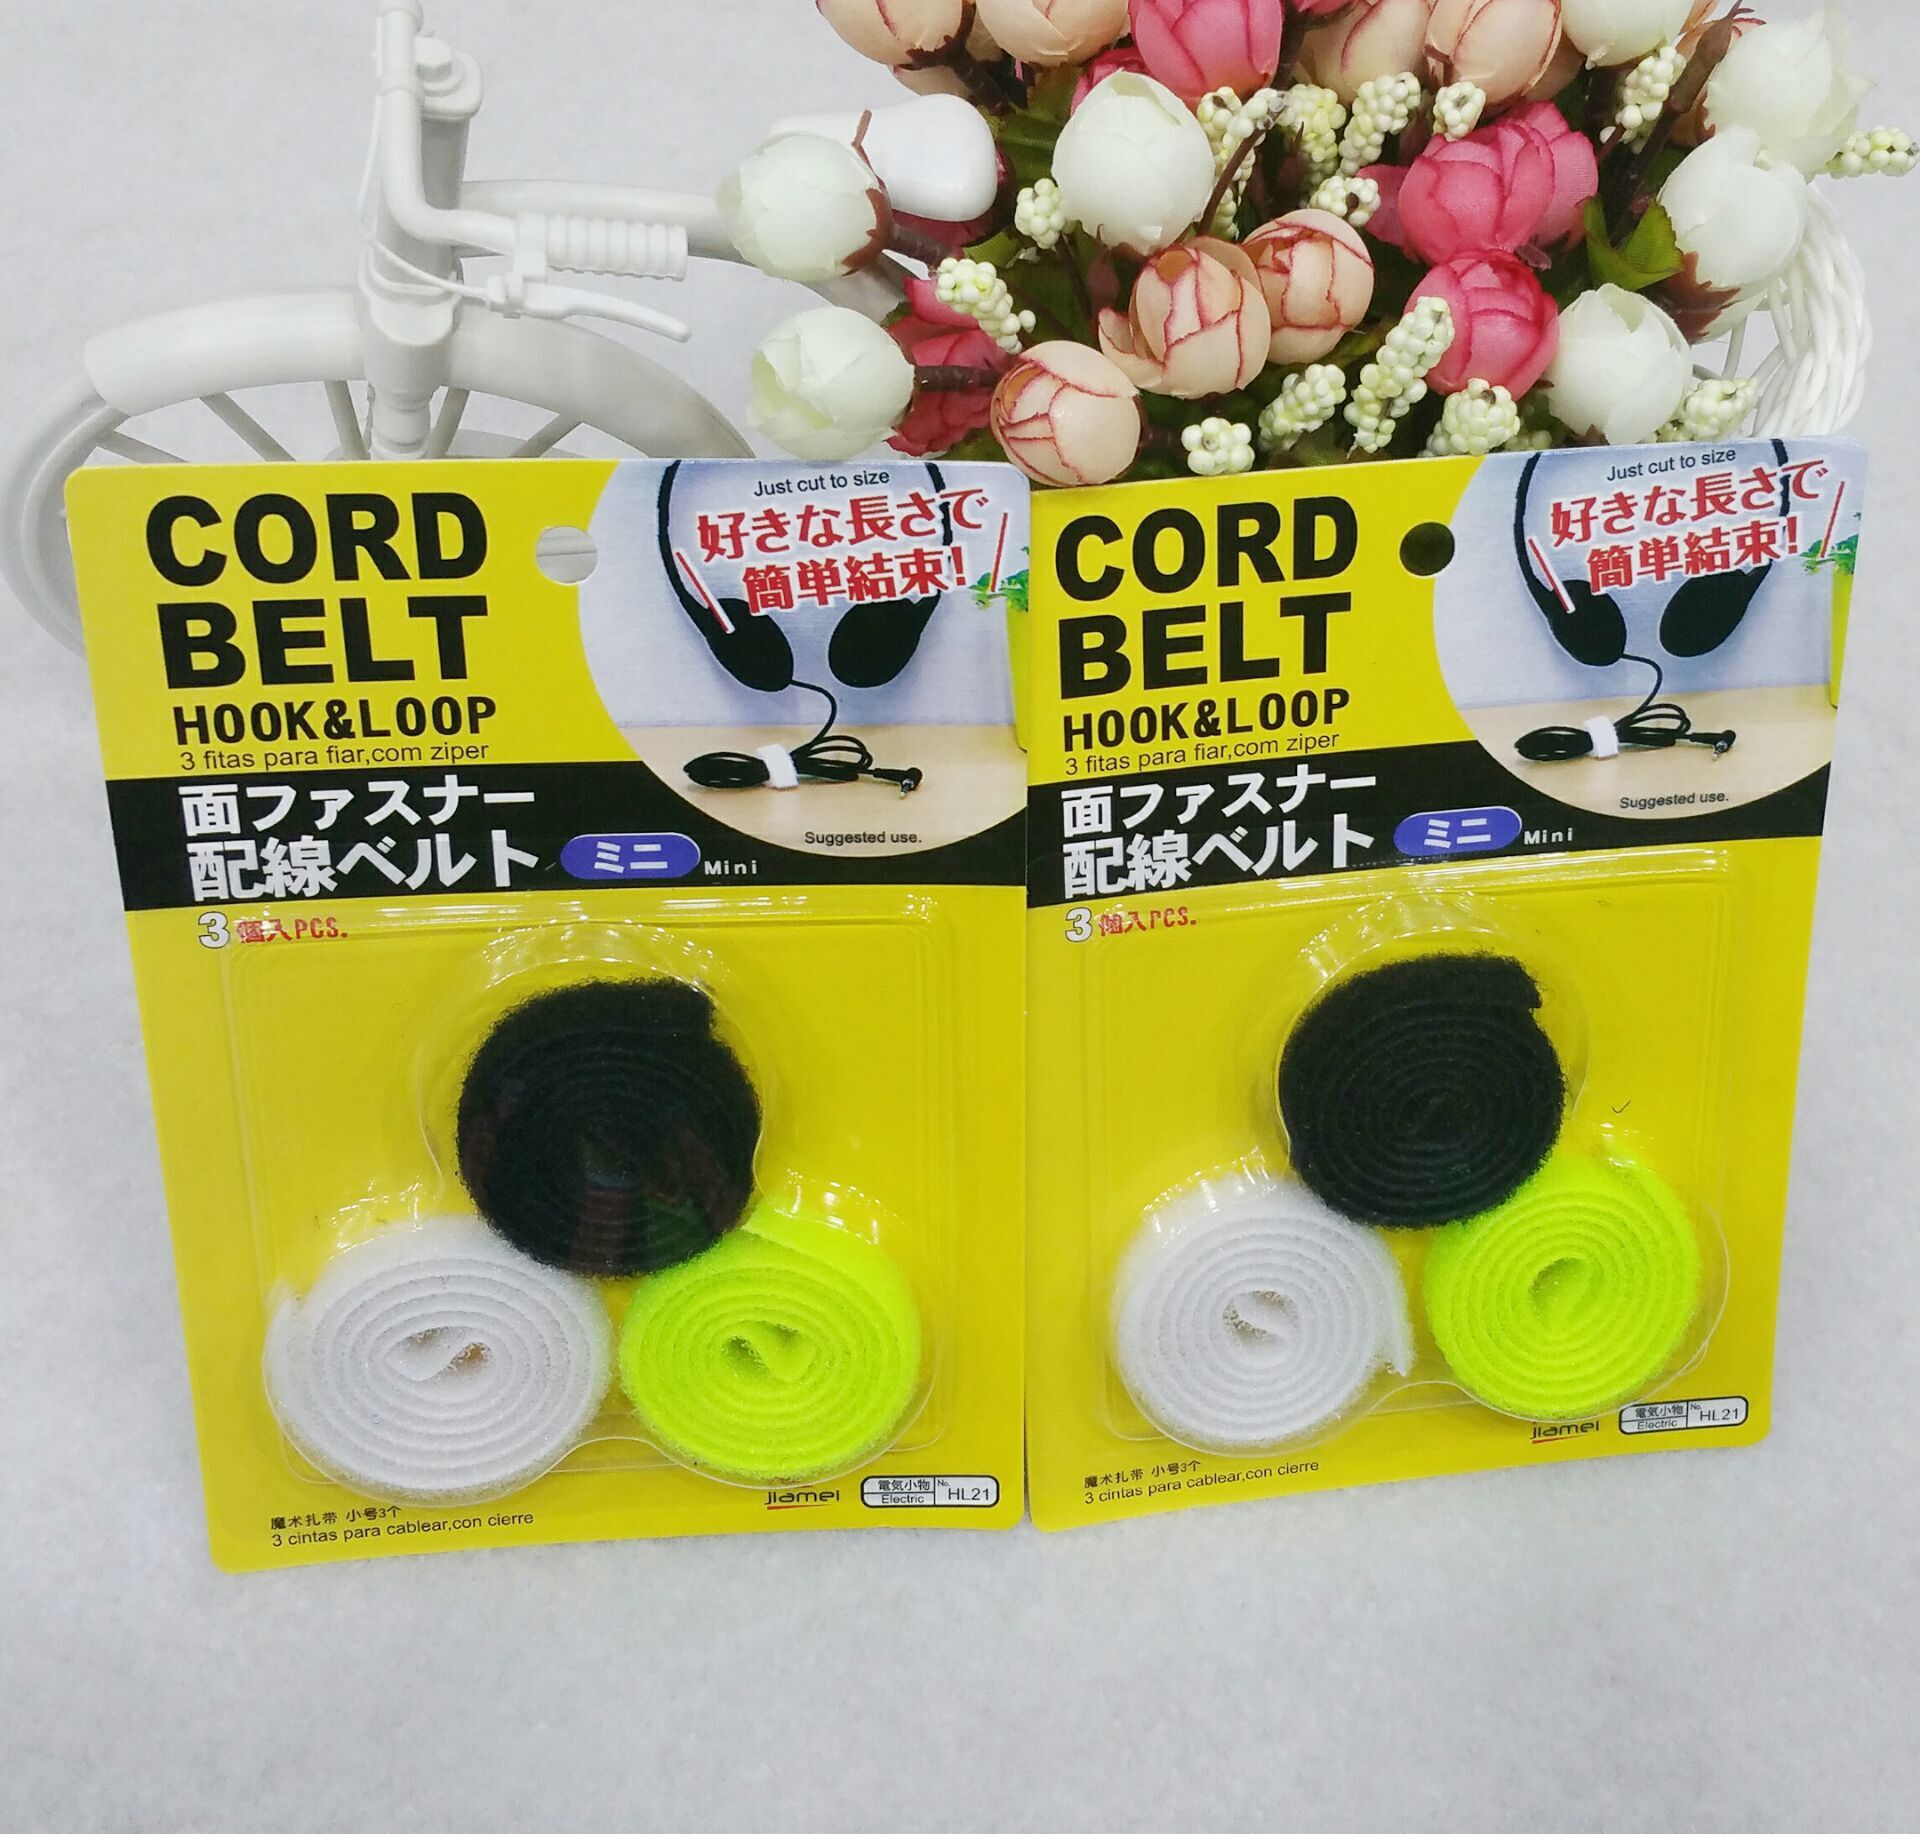 CORD
BELT
HOOK&LOOP
3 fitas para fiar,com ziper
Just cut to size
好きな長さで
簡単結束!
Suggested use.
面ファスナー
配線ベルト
ミニ Mini
3 個入PCS.
jiamei
電気小物 No.
Electric HL21
魔术扎带 小号3个
3 cintas para cablear,con cierre
CORD
BELT
HOOK&LOOP
3 fitas para fiar,com ziper
Just cut to size
好きな長さで
簡単結束!
Suggested use.
面ファスナー
配線ベルト
ミニ Mini
3 個入PCS.
jiamei
電気小物 No.
Electric HL21
魔术扎带 小号3个
3 cintas para cablear,con cierre